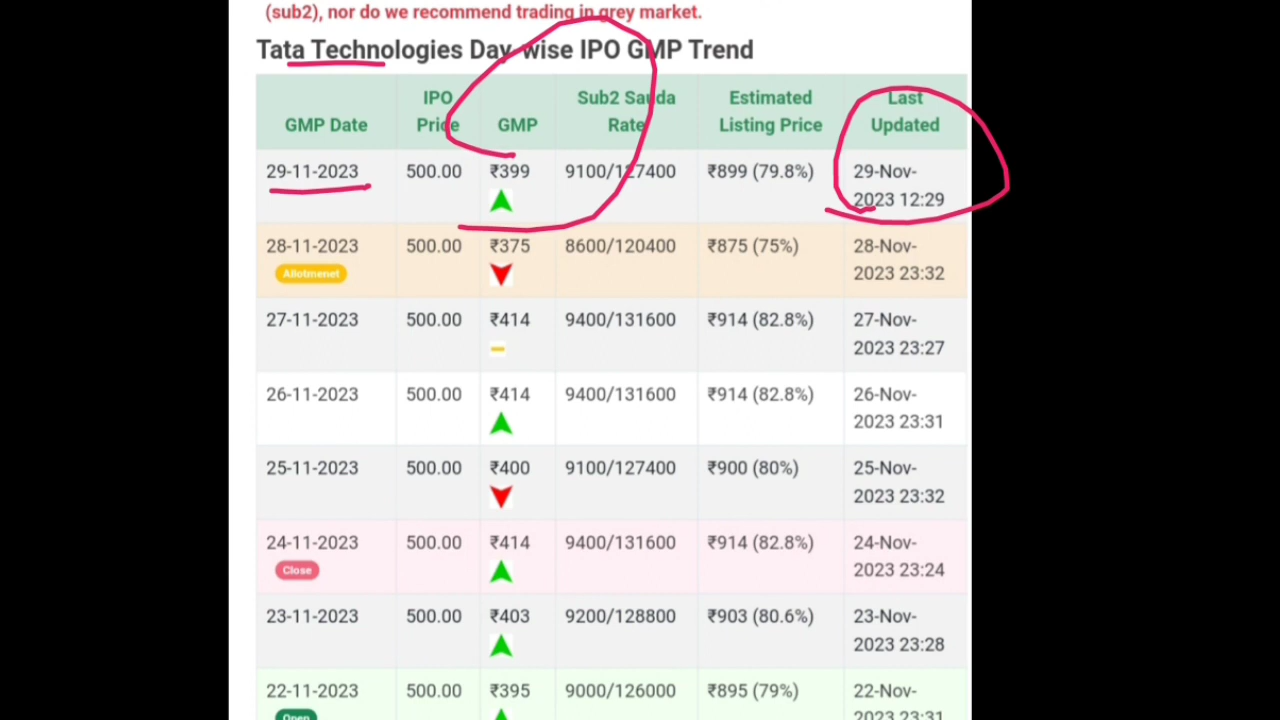 (sub2), nor do we recommend trading in grey market.
Tata Technologies Day-wise IPO GMP Trend
GMP Date IPO Price GMP Sub2 Sauda Rate Estimated Listing Price Last Updated
29-11-2023 500.00 ₹399 9100/127400 ₹899 (79.8%) 29-Nov-2023 12:29
28-11-2023 500.00 ₹375 8600/120400 ₹875 (75%) 28-Nov-2023 23:32
Allotmenet
27-11-2023 500.00 ₹414 9400/131600 ₹914 (82.8%) 27-Nov-2023 23:27
26-11-2023 500.00 ₹414 9400/131600 ₹914 (82.8%) 26-Nov-2023 23:31
25-11-2023 500.00 ₹400 9100/127400 ₹900 (80%) 25-Nov-2023 23:32
24-11-2023 500.00 ₹414 9400/131600 ₹914 (82.8%) 24-Nov-2023 23:24
Close
23-11-2023 500.00 ₹403 9200/128800 ₹903 (80.6%) 23-Nov-2023 23:28
22-11-2023 500.00 ₹395 9000/126000 ₹895 (79%) 22-Nov-2023 23:31
Open